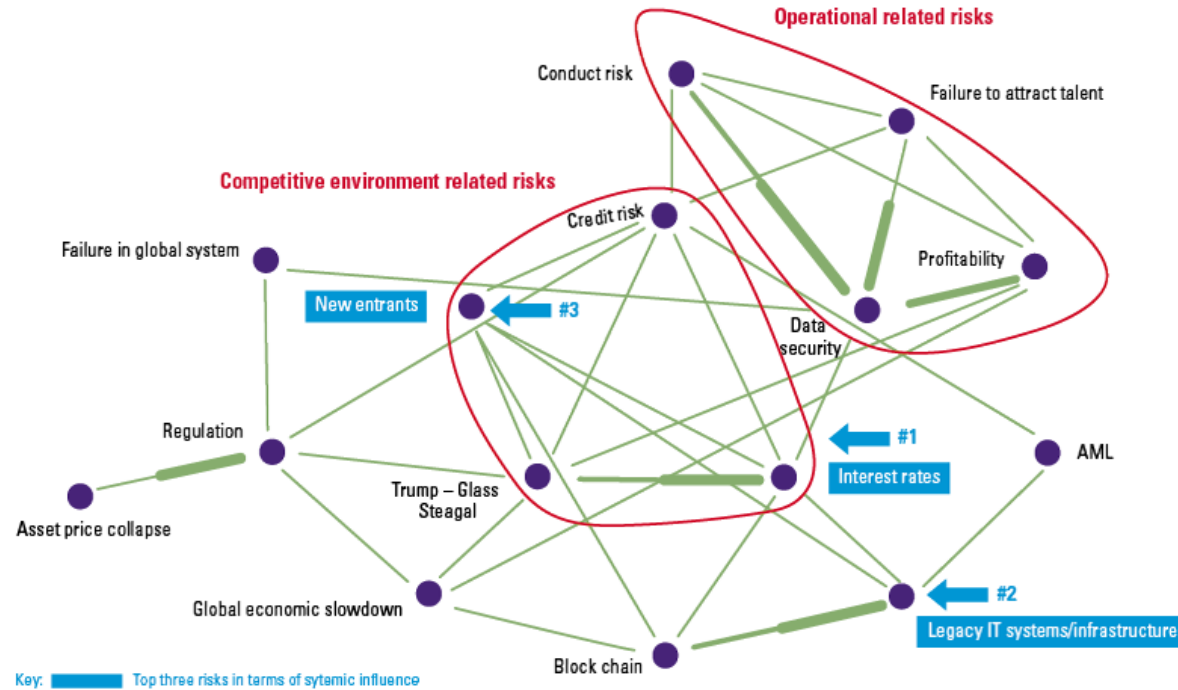 Operational related risks
Conduct risk
Failure to attract talent
Competitive environment related risks
Credit risk
Failure in global system
Profitability
New entrants
#3
Data
security
Regulation
#1
AML
Interest rates
Trump – Glass
Steagal
Asset price collapse
#2
Global economic slowdown
Legacy IT systems/infrastructure
Block chain
Key:
Top three risks in terms of sytemic influence